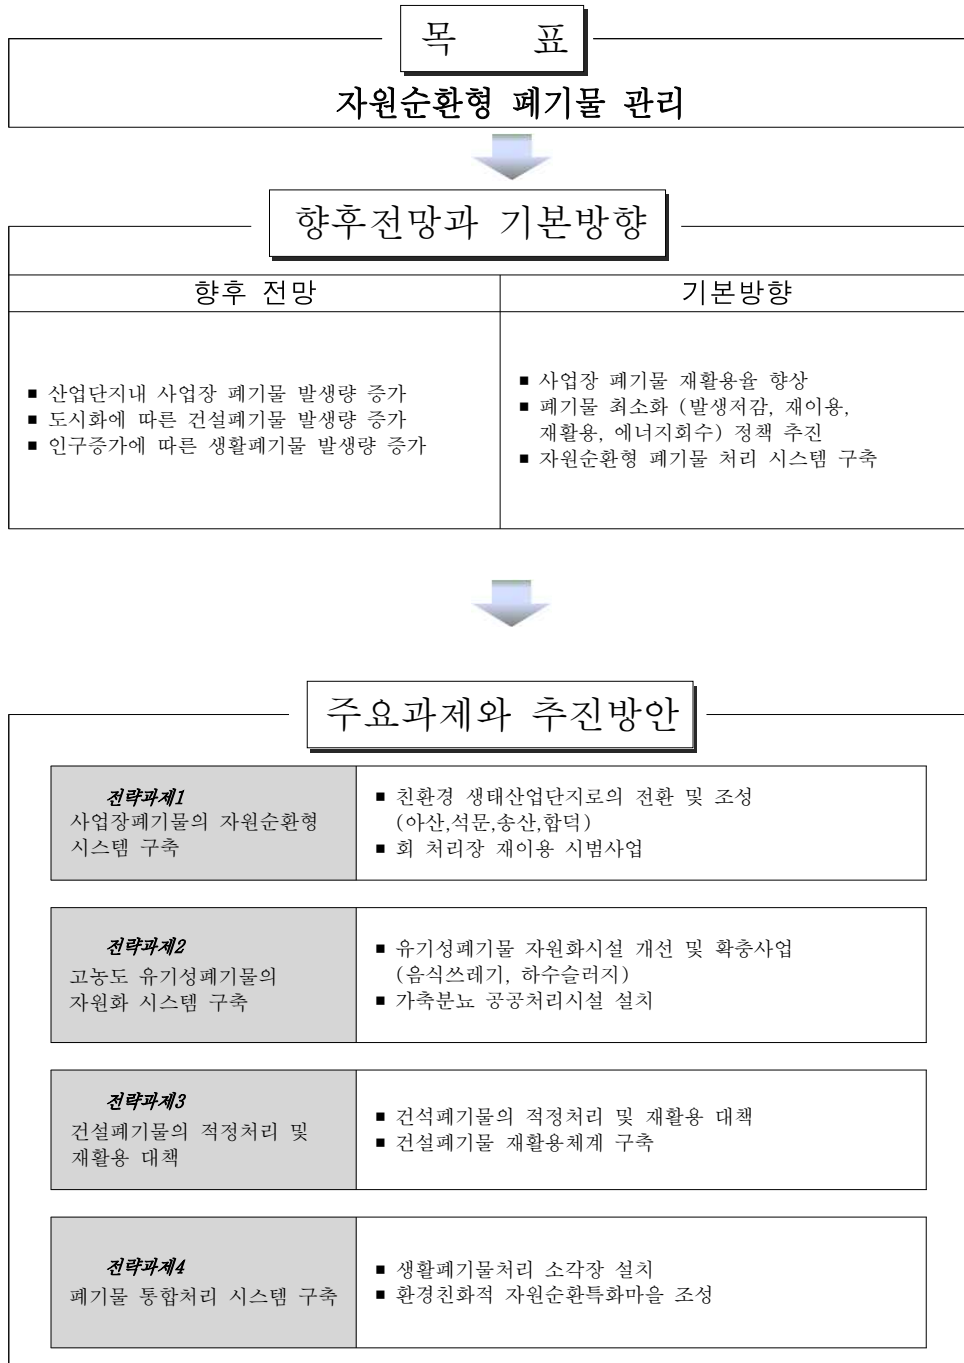 목 표
자원순환형 폐기물 관리
향후전망과 기본방향
향후 전망
기본방향
▪ 산업단지내 사업장 폐기물 발생량 증가
▪ 도시화에 따른 건설폐기물 발생량 증가
▪ 인구증가에 따른 생활폐기물 발생량 증가
▪ 사업장 폐기물 재활용율 향상
▪ 폐기물 최소화 (발생저감, 재이용,
재활용, 에너지회수) 정책 추진
▪ 자원순환형 폐기물 처리 시스템 구축
주요과제와 추진방안
전략과제1
사업장폐기물의 자원순환형
시스템 구축
▪ 친환경 생태산업단지로의 전환 및 조성
(아산,석문,송산,합덕)
▪ 회 처리장 재이용 시범사업
전략과제2
고농도 유기성폐기물의
자원화 시스템 구축
▪ 유기성폐기물 자원화시설 개선 및 확충사업
(음식쓰레기, 하수슬러지)
▪ 가축분뇨 공공처리시설 설치
전략과제3
건설폐기물의 적정처리 및
재활용 대책
▪ 건석폐기물의 적정처리 및 재활용 대책
▪ 건설폐기물 재활용체계 구축
전략과제4
폐기물 통합처리 시스템 구축
▪ 생활폐기물처리 소각장 설치
▪ 환경친화적 자원순환특화마을 조성